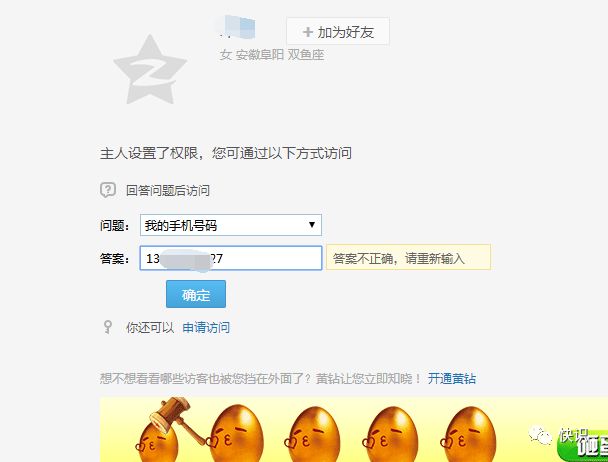 加为好友
女 安徽阜阳 双鱼座
主人设置了权限，您可通过以下方式访问
回答问题后访问
问题： 我的手机号码
答案： 13 27 答案不正确，请重新输入
确定
你还可以 申请访问
想不想看看哪些访客也被您挡在外面了？黄钻让您立即知晓！ 开通黄钻
快识
砸